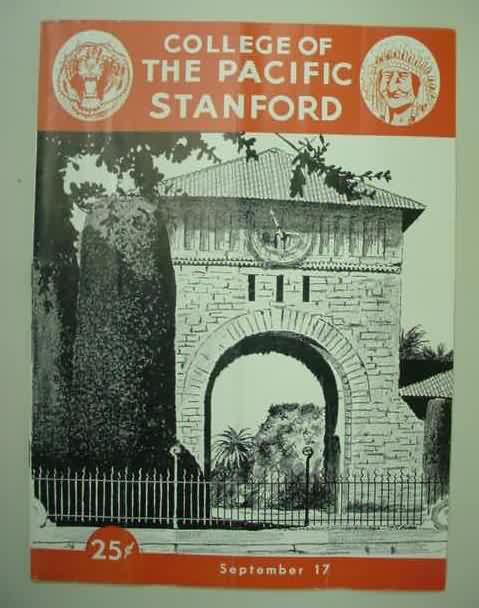 COLLEGE OF
THE PACIFIC
STANFORD
25¢
September 17